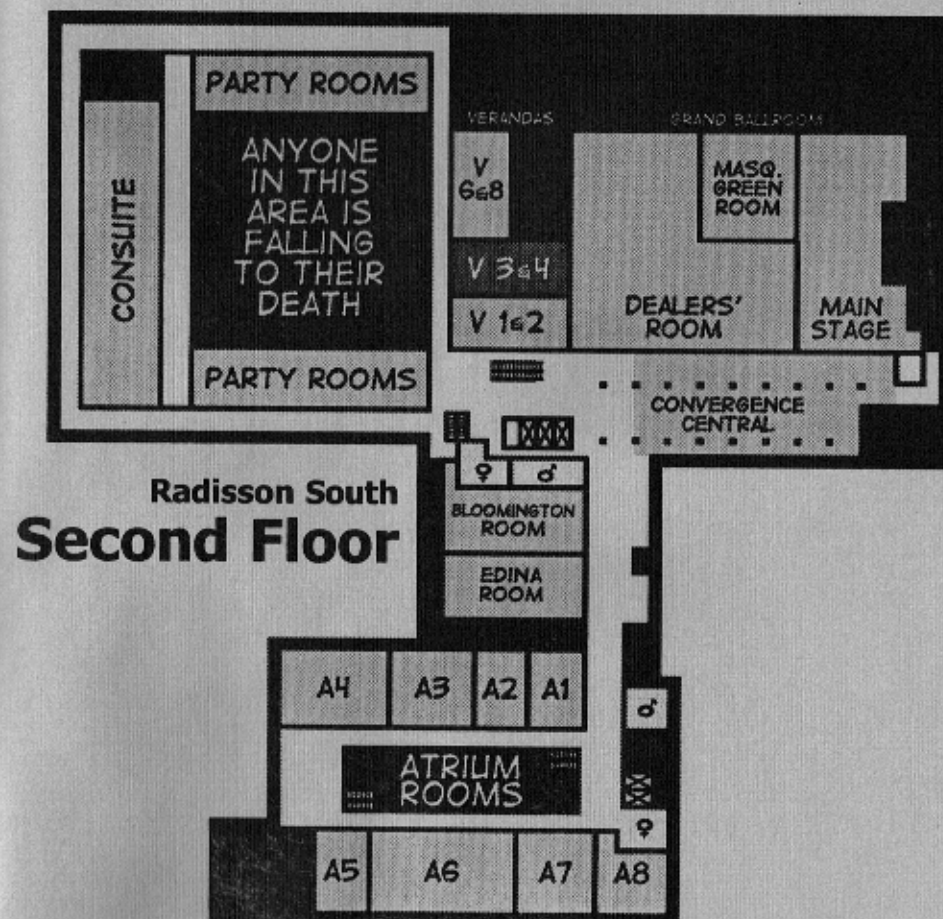 PARTY ROOMS
CONSUITE
ANYONE
IN THIS
AREA IS
FALLING
TO THEIR
DEATH
PARTY ROOMS
VERANDAS
V
6&8
V 3&4
V 1&2
GRAND BALLROOM
MASQ.
GREEN
ROOM
DEALERS'
ROOM
MAIN
STAGE
CONVERGENCE
CENTRAL
♀
♂
BLOOMINGTON
ROOM
EDINA
ROOM
Radisson South
Second Floor
A4
A3
A2
A1
♂
ATRIUM
ROOMS
♀
A5
A6
A7
A8